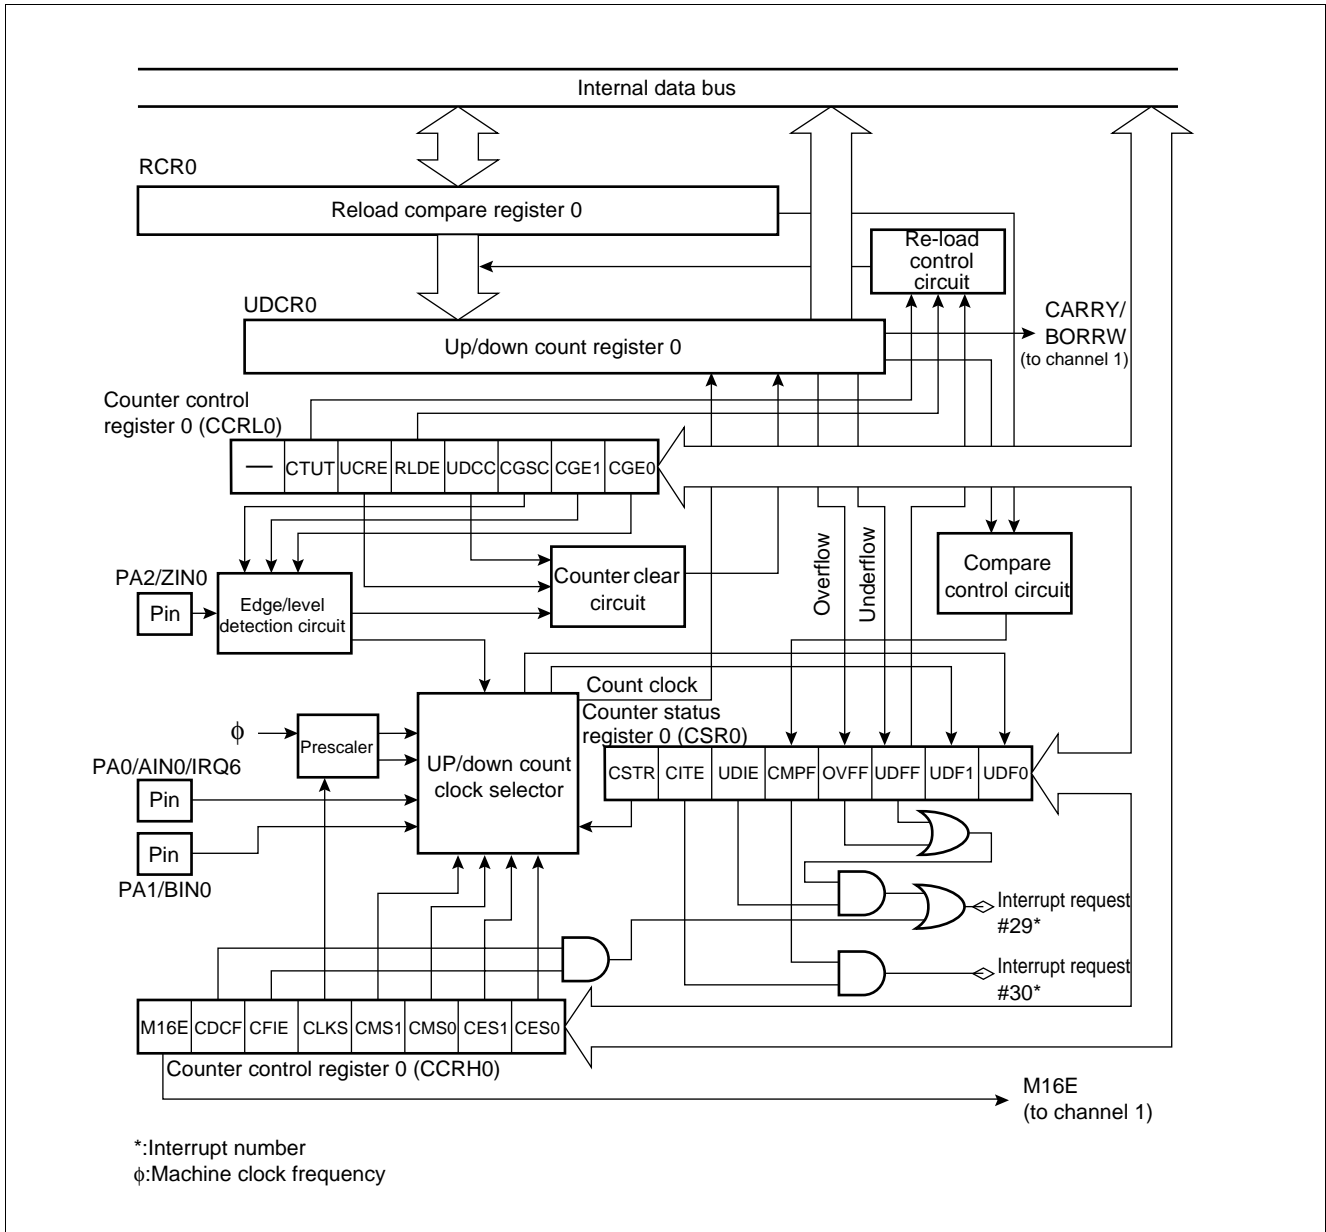 Internal data bus
RCR0
Reload compare register 0
Re-load
control
circuit
UDCR0
Up/down count register 0
CARRY/
BORRW
(to channel 1)
Counter control
register 0 (CCRL0)
— CTUT UCRE RLDE UDCC CGSC CGE1 CGE0
Overflow
Underflow
Compare
control circuit
PA2/ZIN0
Pin
Edge/level
detection circuit
Counter clear
circuit
Count clock
Counter status
register 0 (CSR0)
ϕ
Prescaler
UP/down count
clock selector
CSTR CITE UDIE CMPF OVFF UDFF UDF1 UDF0
PA0/AIN0/IRQ6
Pin
Pin
PA1/BIN0
Interrupt request
#29*
Interrupt request
#30*
M16E CDCF CFIE CLKS CMS1 CMS0 CES1 CES0
Counter control register 0 (CCRH0)
M16E
(to channel 1)
*:Interrupt number
ϕ:Machine clock frequency